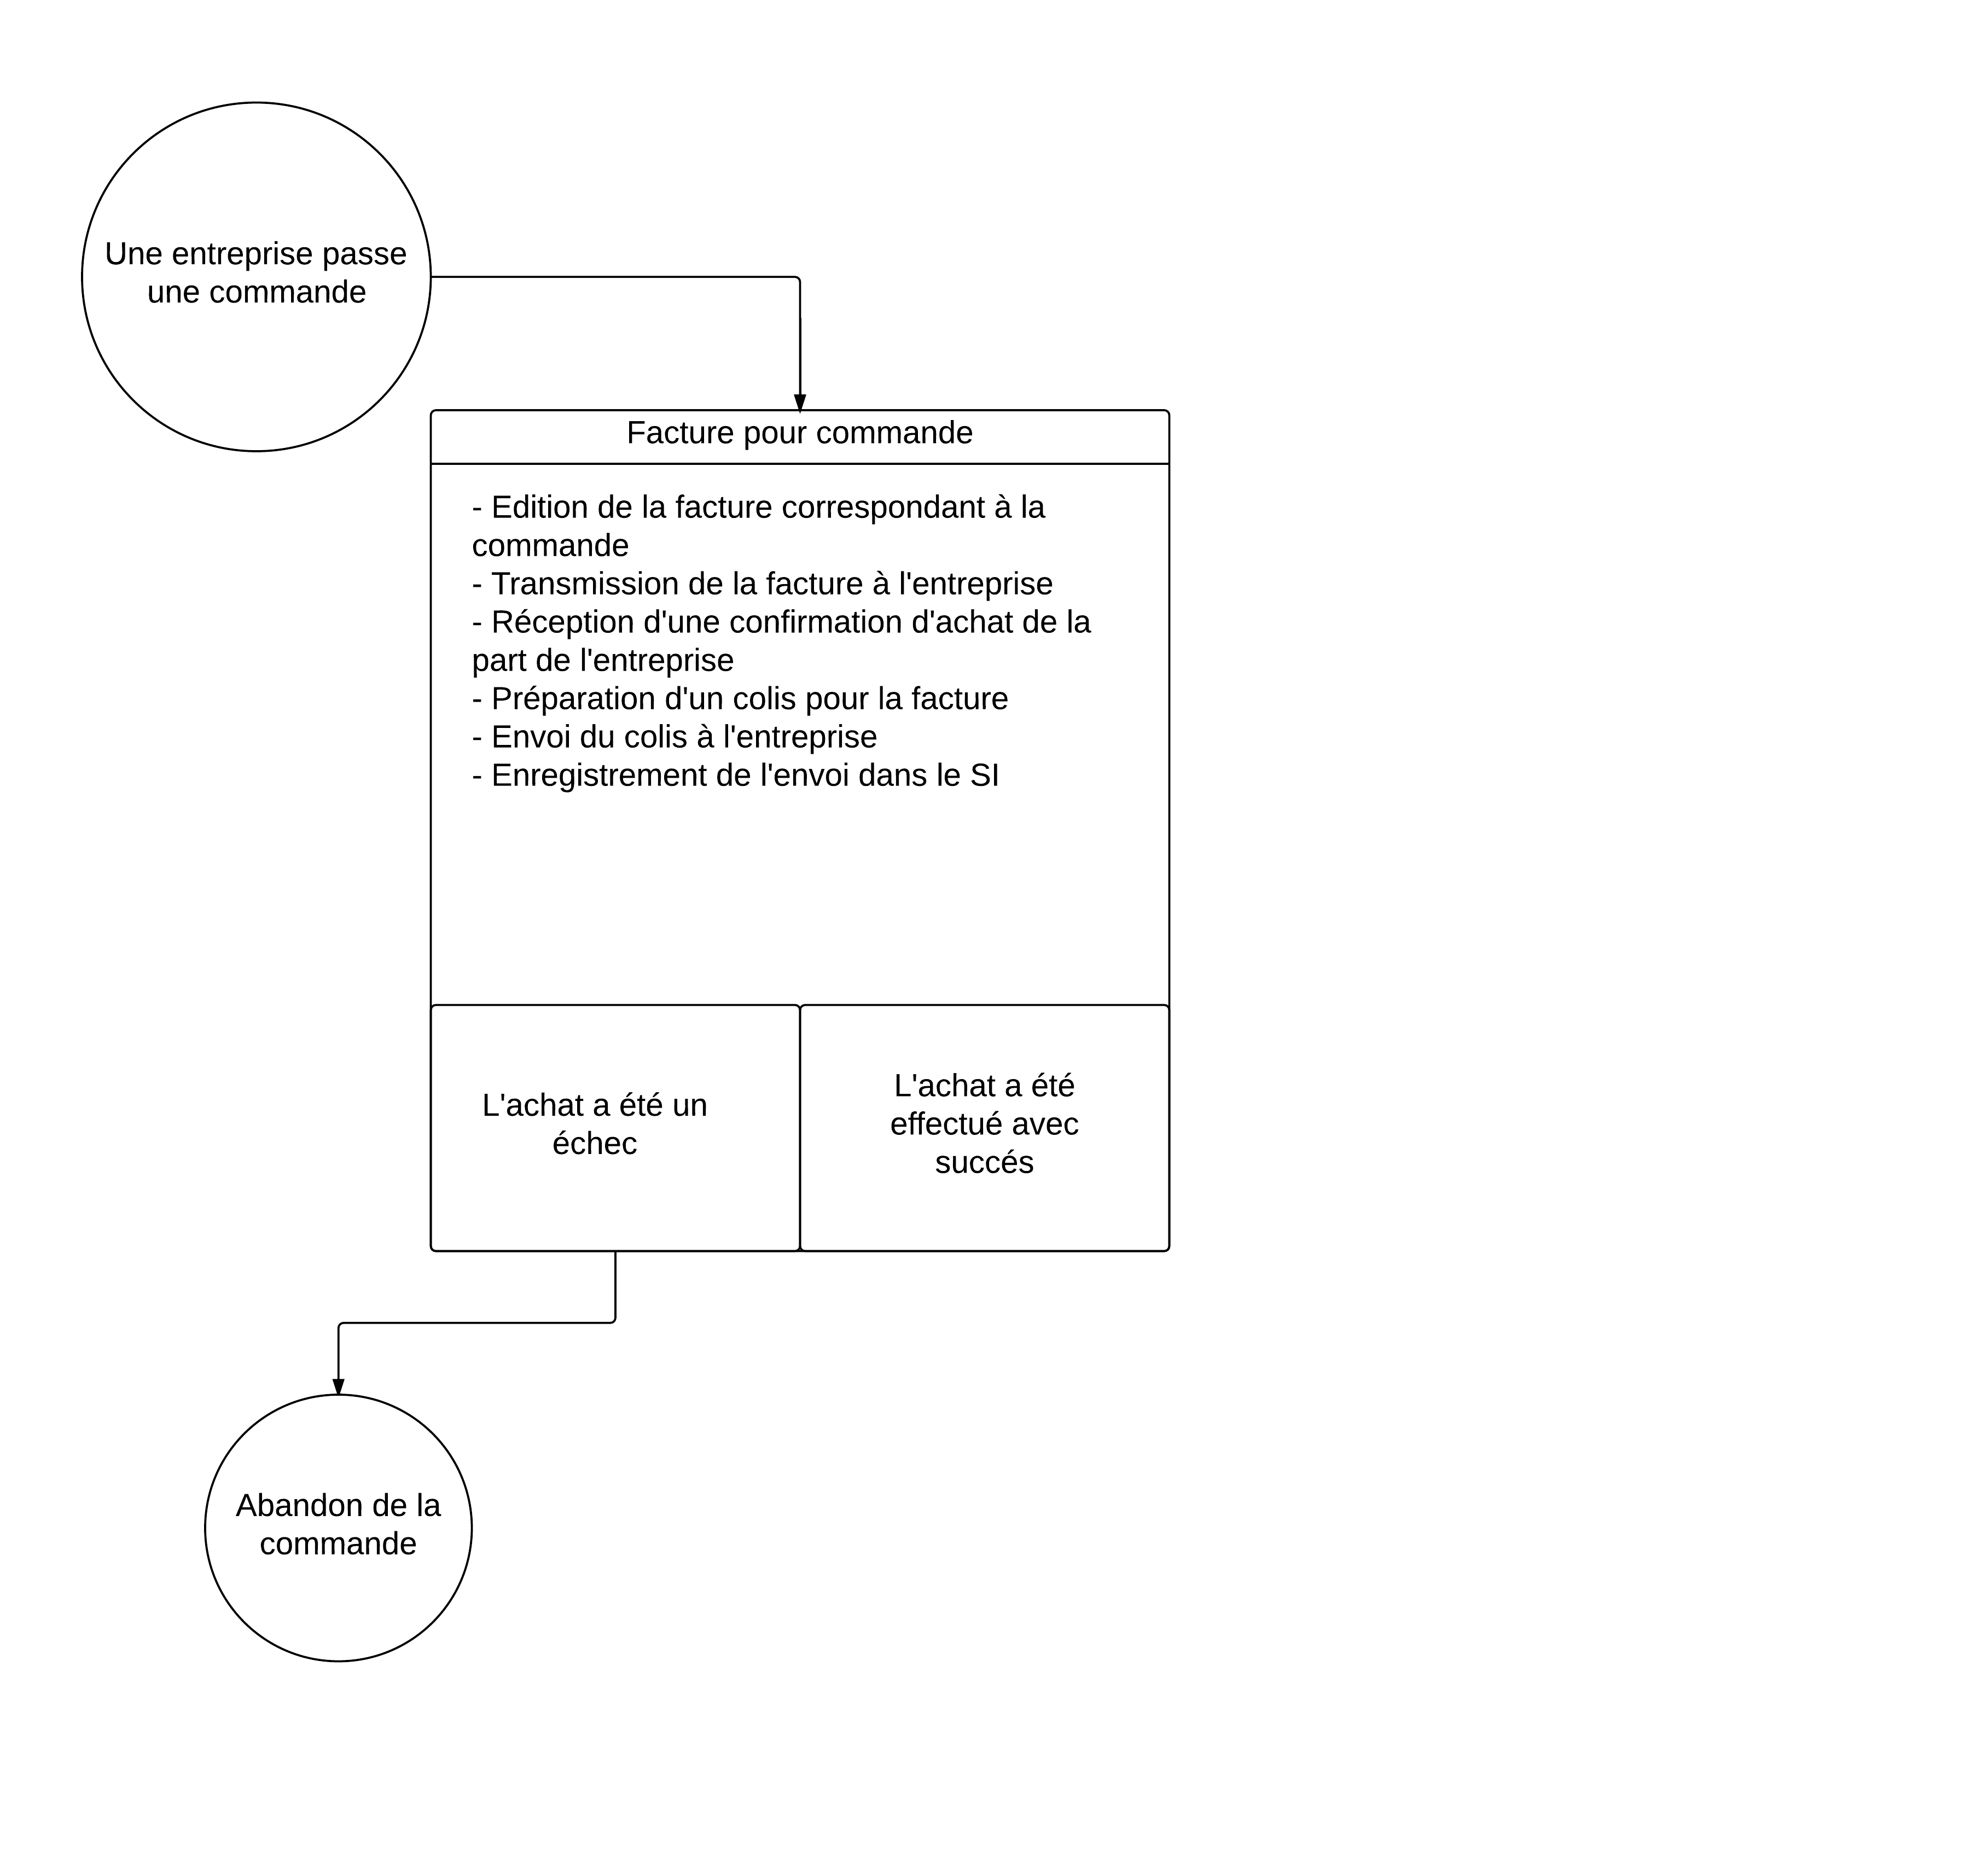 Une entreprise passe
une commande
Facture pour commande
- Edition de la facture correspondant à la
commande
- Transmission de la facture à l'entreprise
- Réception d'une confirmation d'achat de la
part de l'entreprise
- Préparation d'un colis pour la facture
- Envoi du colis à l'entreprise
- Enregistrement de l'envoi dans le SI
L'achat a été un
échec
L'achat a été
effectué avec
succés
Abandon de la
commande